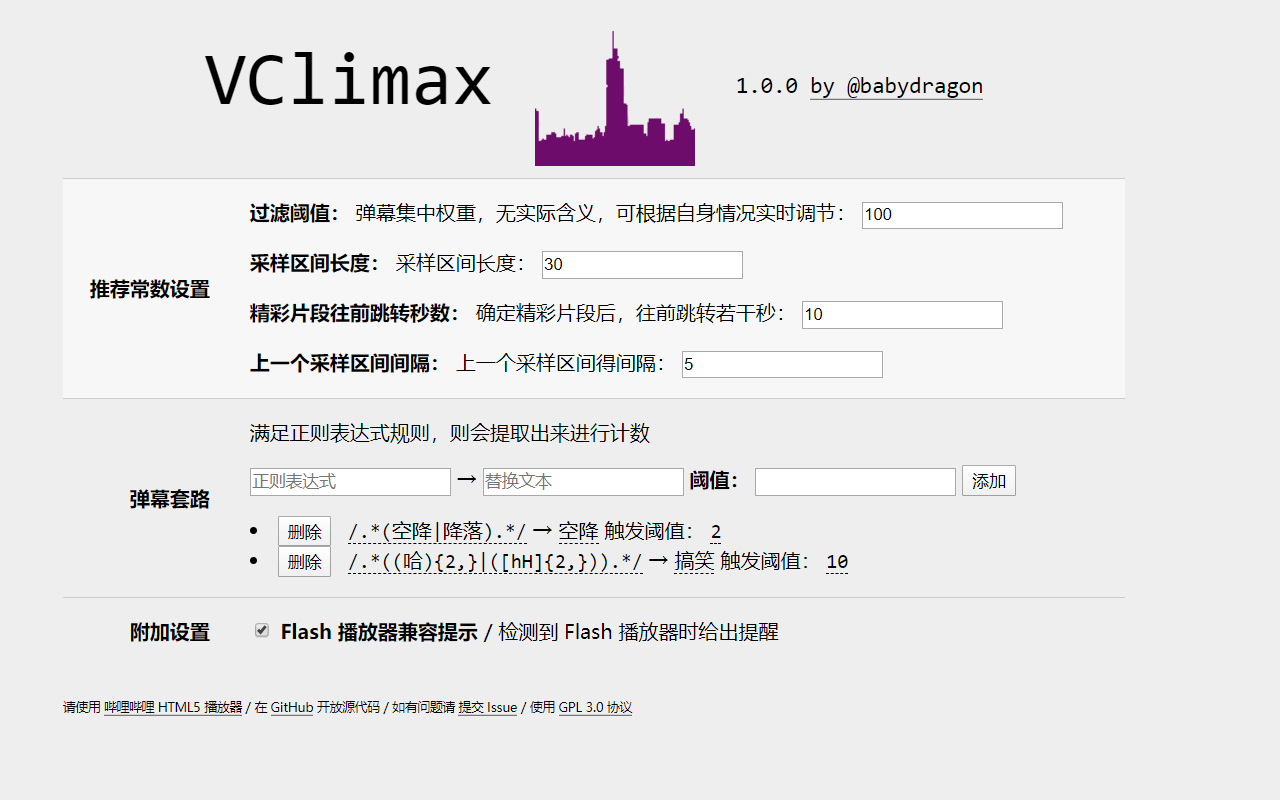 VClimax
1.0.0 by @babydragon
推荐常数设置
过滤阈值： 弹幕集中权重，无实际含义，可根据自身情况实时调节： 100
采样区间长度： 采样区间长度： 30
精彩片段往前跳转秒数： 确定精彩片段后，往前跳转若干秒： 10
上一个采样区间间隔： 上一个采样区间得间隔： 5
弹幕套路
满足正则表达式规则，则会提取出来进行计数
正则表达式 → 替换文本 阈值： 添加
• 删除 /.*(空降|降落).*/ → 空降 触发阈值： 2
• 删除 /.*((哈){2,}|([hH]{2,})).*/ → 搞笑 触发阈值： 10
附加设置
Flash 播放器兼容提示 / 检测到 Flash 播放器时给出提醒
请使用 哔哩哔哩 HTML5 播放器 / 在 GitHub 开放源代码 / 如有问题请 提交 Issue / 使用 GPL 3.0 协议